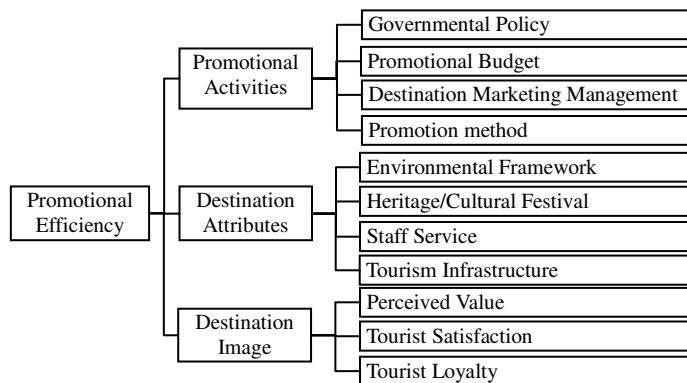 Promotional
Efficiency
Promotional
Activities
Governmental Policy
Promotional Budget
Destination Marketing Management
Promotion method
Destination
Attributes
Environmental Framework
Heritage/Cultural Festival
Staff Service
Tourism Infrastructure
Destination
Image
Perceived Value
Tourist Satisfaction
Tourist Loyalty